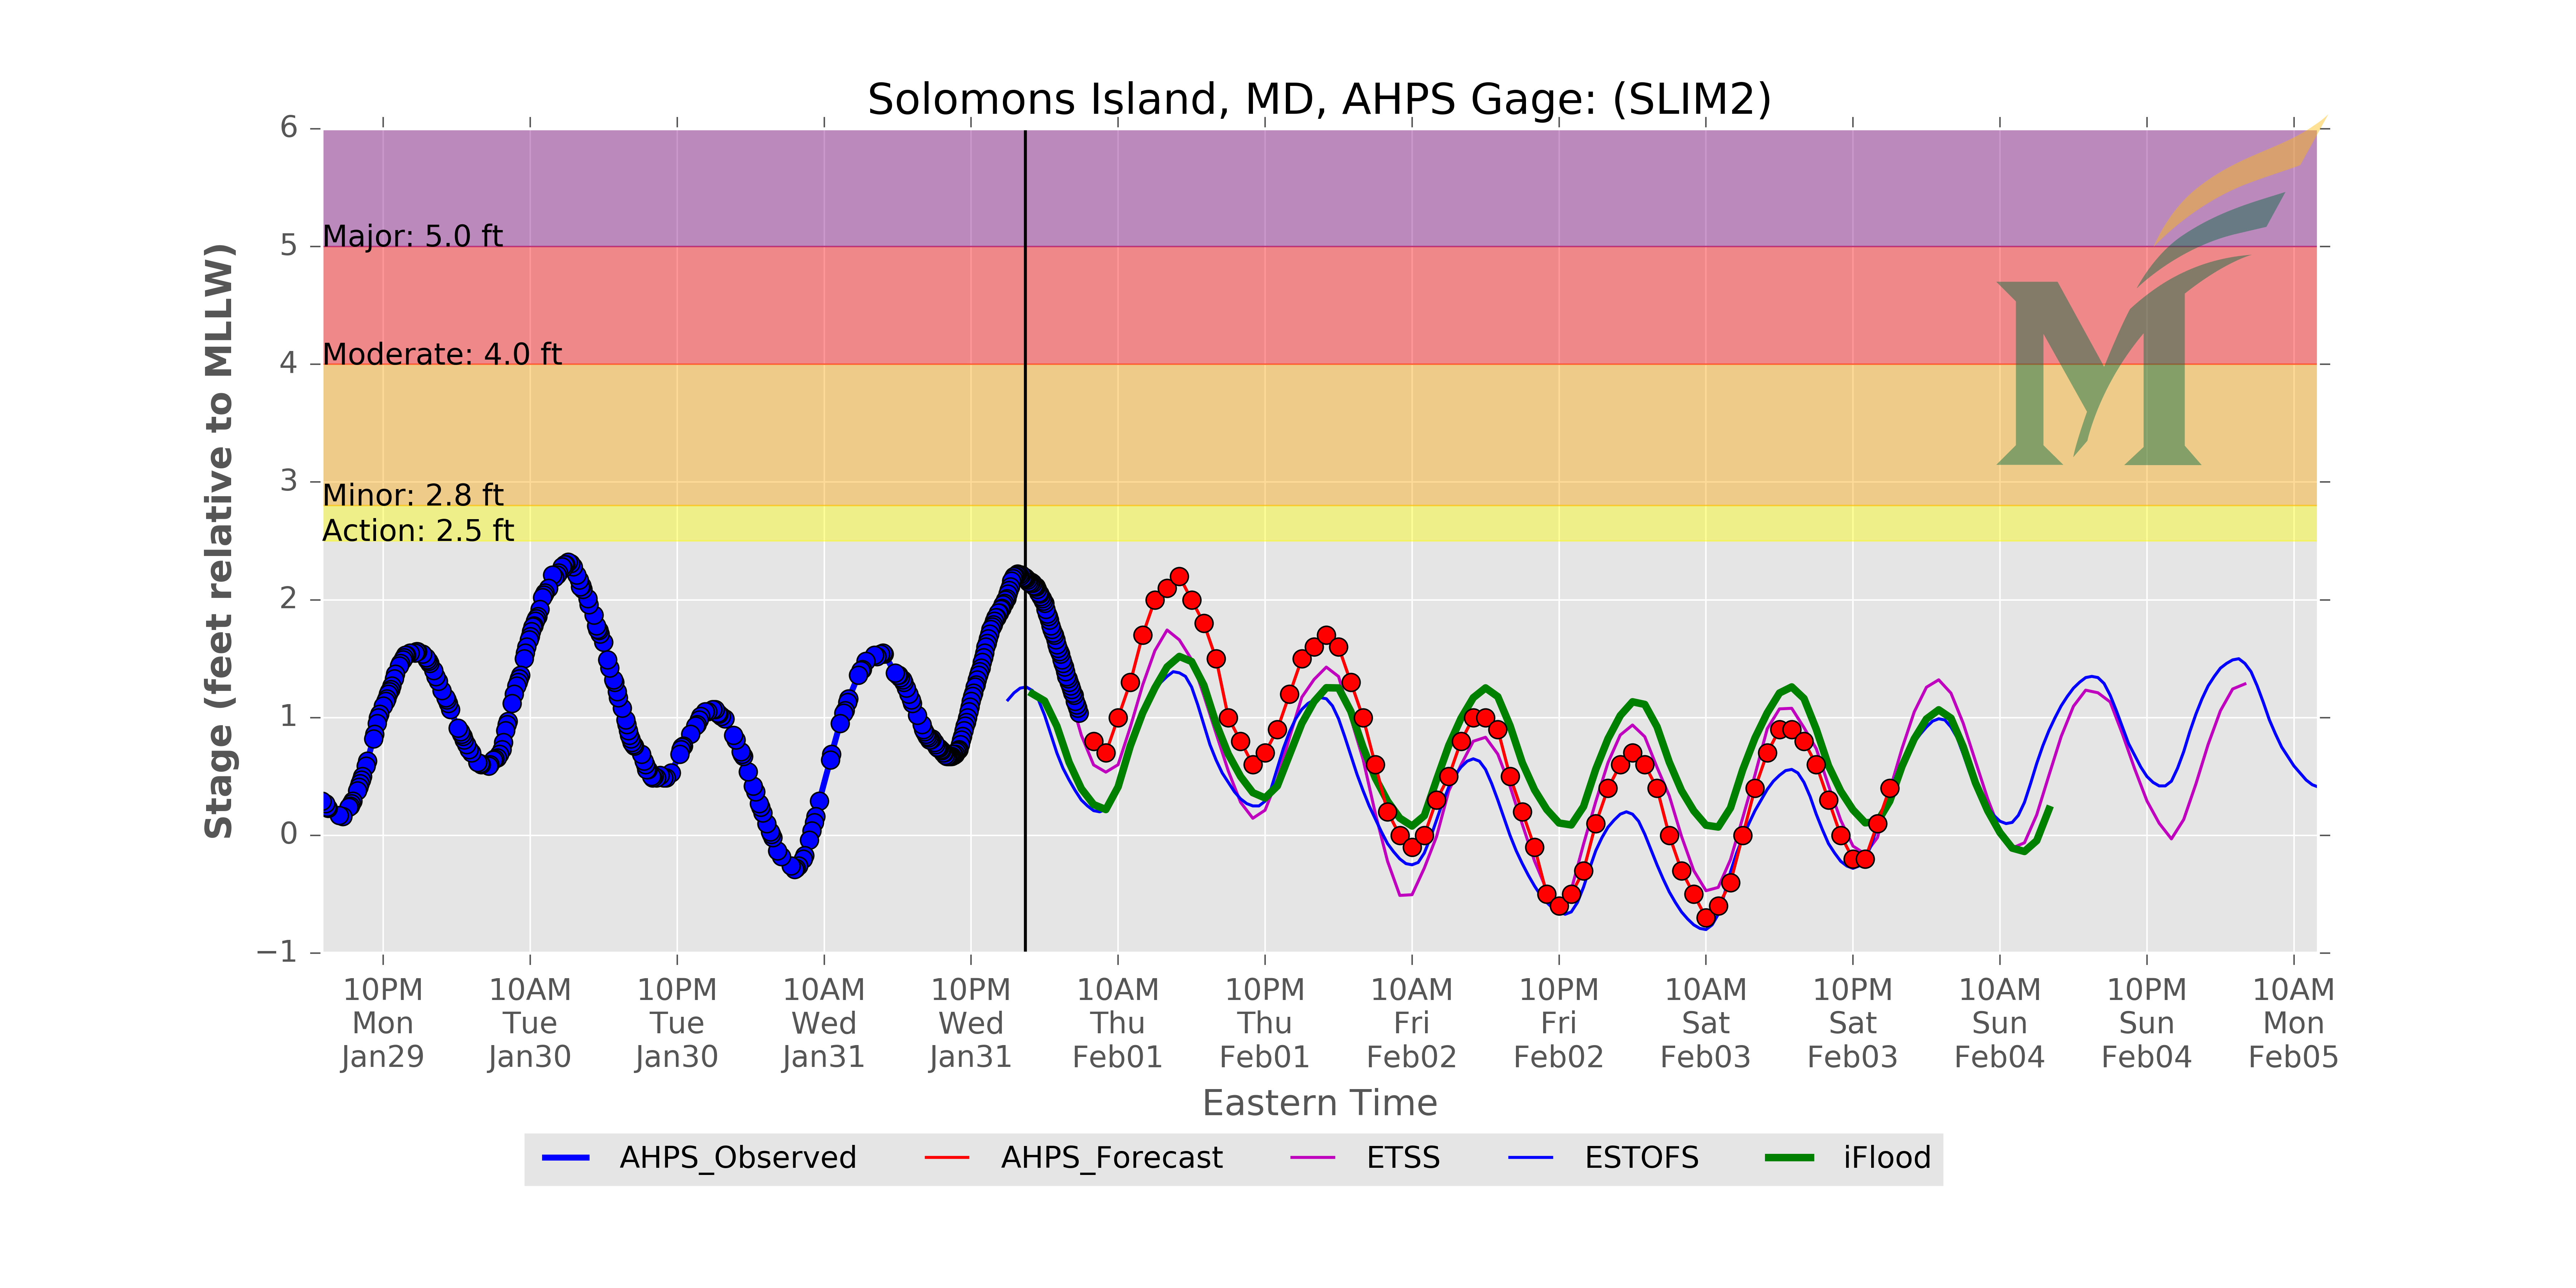 Solomons Island, MD, AHPS Gage: (SLIM2)
Stage (feet relative to MLLW)
6
5
4
3
2
1
0
−1
Major: 5.0 ft
Moderate: 4.0 ft
Minor: 2.8 ft
Action: 2.5 ft
M
10PM 10AM 10PM 10AM 10PM 10AM 10PM 10AM 10PM 10AM 10PM 10AM 10PM 10AM
Mon Tue Tue Wed Wed Thu Thu Fri Fri Sat Sat Sun Sun Mon
Jan29 Jan30 Jan30 Jan31 Jan31 Feb01 Feb01 Feb02 Feb02 Feb03 Feb03 Feb04 Feb04 Feb05
Eastern Time
AHPS_Observed AHPS_Forecast ETSS ESTOFS iFlood